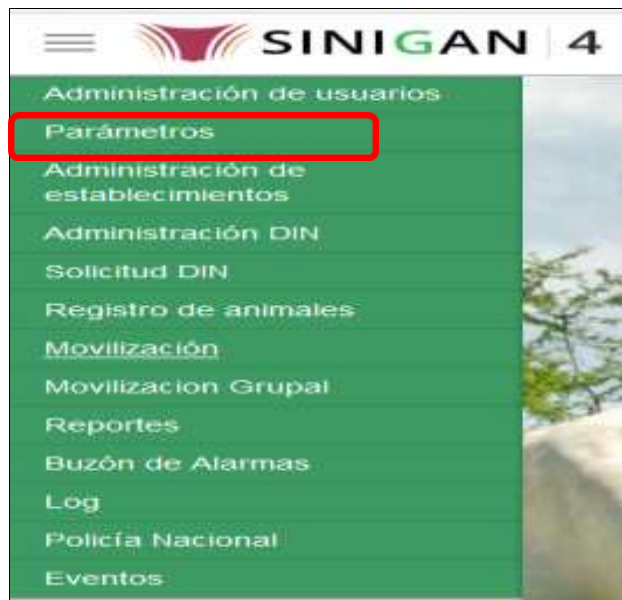 SINIGAN 4
Administración de usuarios
Parámetros
Administración de
establecimientos
Administración DIN
Solicitud DIN
Registro de animales
Movilización
Movilizacion Grupal
Reportes
Buzón de Alarmas
Log
Policía Nacional
Eventos